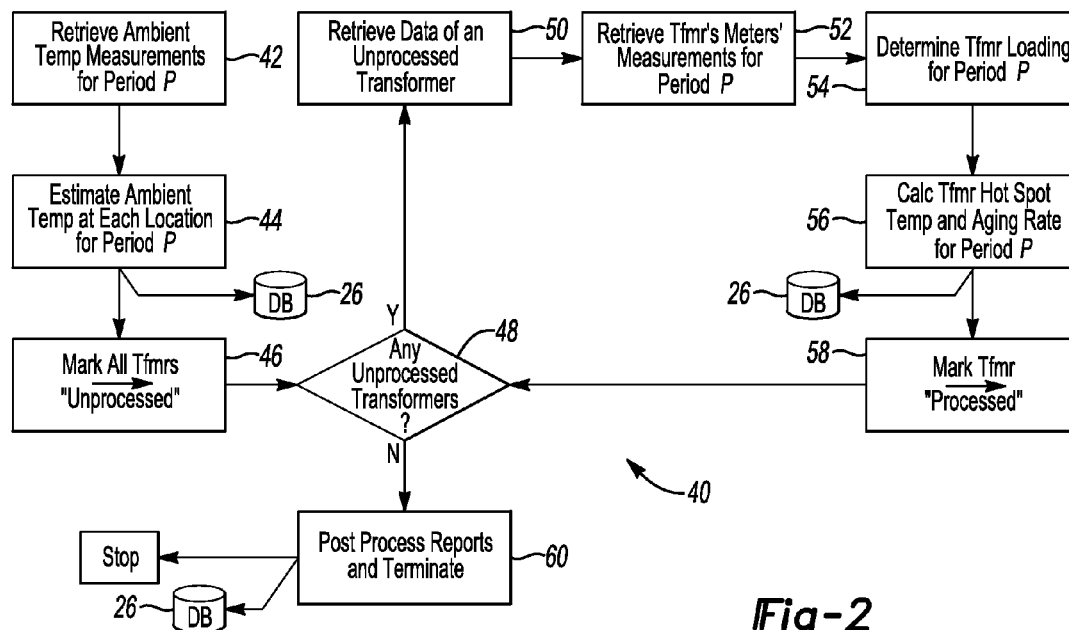 Retrieve Ambient
Temp Measurements
for Period P
42
Retrieve Data of an
Unprocessed
Transformer
50
Retrieve Tfmr's Meters'
Measurements for
Period P
52
Determine Tfmr Loading
for Period P
54
Estimate Ambient
Temp at Each Location
for Period P
44
DB
26
Calc Tfmr Hot Spot
Temp and Aging Rate
for Period P
56
26
DB
Mark All Tfmrs
"Unprocessed"
46
Y
Any
Unprocessed
Transformers
?
48
N
Mark Tfmr
"Processed"
58
40
Post Process Reports
and Terminate
60
Stop
26
DB
Fig-2